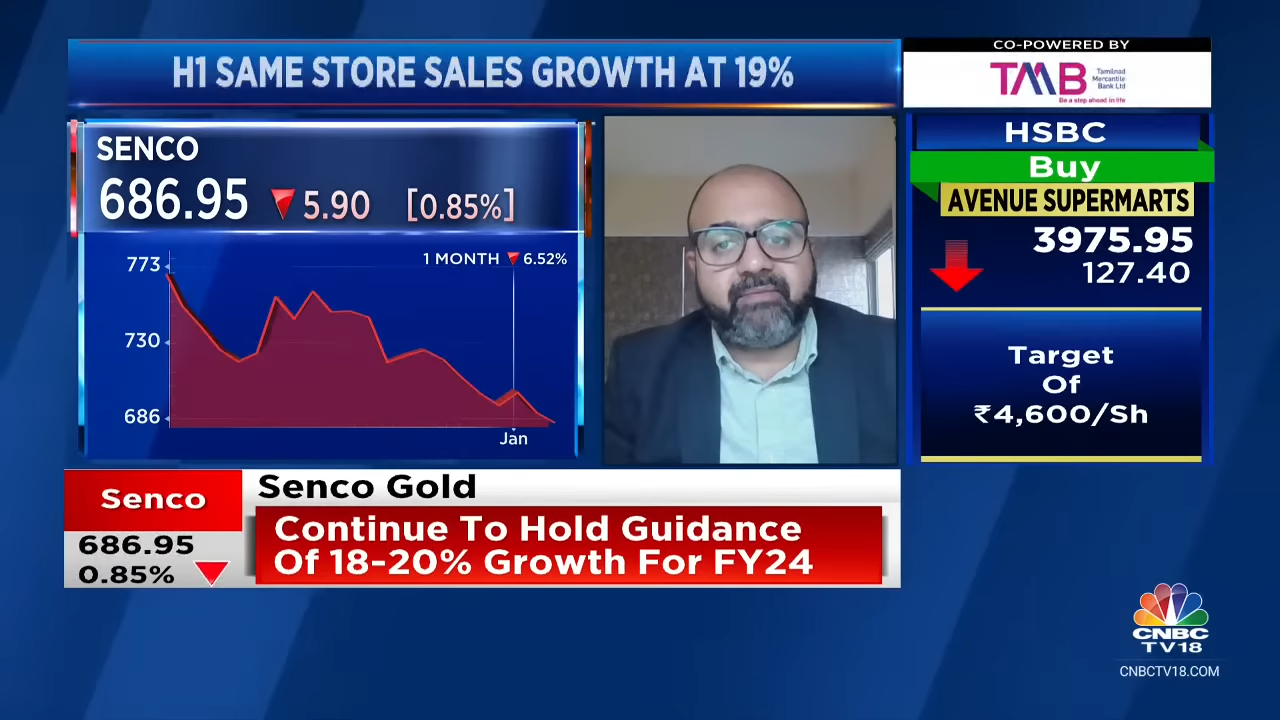 H1 SAME STORE SALES GROWTH AT 19%
CO-POWERED BY
TMB
Tamilnad
Mercantile
Bank Ltd
Be a step ahead in life
SENCO
686.95 ▼ 5.90 [0.85%]
1 MONTH ▼ 6.52%
773
730
686
Jan
HSBC
Buy
AVENUE SUPERMARTS
3975.95
127.40
Target
Of
₹4,600/Sh
Senco
686.95
0.85%
Senco Gold
Continue To Hold Guidance
Of 18-20% Growth For FY24
CNBC
TV18
CNBCTV18.COM